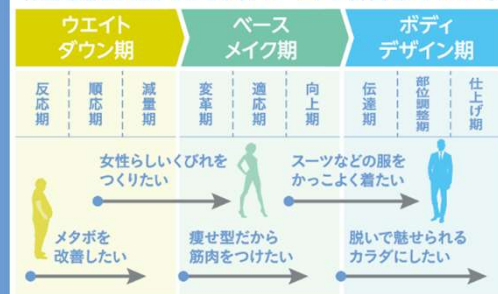 ウエイト
ダウン期
ベース
メイク期
ボディ
デザイン期
反応期
順応期
減量期
変革期
適応期
向上期
伝達期
部位調整期
仕上げ期
女性らしいくびれを
つくりたい
スーツなどの服を
かっこよく着たい
メタボを
改善したい
痩せ型だから
筋肉をつけたい
脱いで魅せられる
カラダにしたい